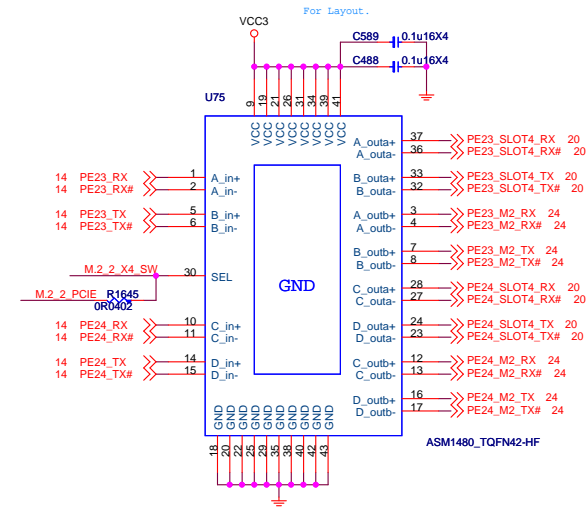 For Layout.
VCC3
C589 0.1u16X4
C488 0.1u16X4
U75
9 19 21 26 31 34 39 41
VCC VCC VCC VCC VCC VCC VCC VCC
A_outa+ 37 PE23_SLOT4_RX 20
A_outa- 36 PE23_SLOT4_RX# 20
14 PE23_RX 1 A_in+
14 PE23_RX# 2 A_in-
B_outa+ 33 PE23_SLOT4_TX 20
B_outa- 32 PE23_SLOT4_TX# 20
14 PE23_TX 5 B_in+
14 PE23_TX# 6 B_in-
A_outb+ 3 PE23_M2_RX 24
A_outb- 4 PE23_M2_RX# 24
B_outb+ 7 PE23_M2_TX 24
B_outb- 8 PE23_M2_TX# 24
M.2_2_X4_SW 30 SEL
GND
M.2_2_PCIE R1645
0R0402
C_outa+ 28 PE24_SLOT4_RX 20
C_outa- 27 PE24_SLOT4_RX# 20
14 PE24_RX 10 C_in+
14 PE24_RX# 11 C_in-
D_outa+ 24 PE24_SLOT4_TX 20
D_outa- 23 PE24_SLOT4_TX# 20
14 PE24_TX 14 D_in+
14 PE24_TX# 15 D_in-
C_outb+ 12 PE24_M2_RX 24
C_outb- 13 PE24_M2_RX# 24
D_outb+ 16 PE24_M2_TX 24
D_outb- 17 PE24_M2_TX# 24
GND GND GND GND GND GND GND GND GND GND
18 20 22 25 29 35 38 40 42 43
ASM1480_TQFN42-HF